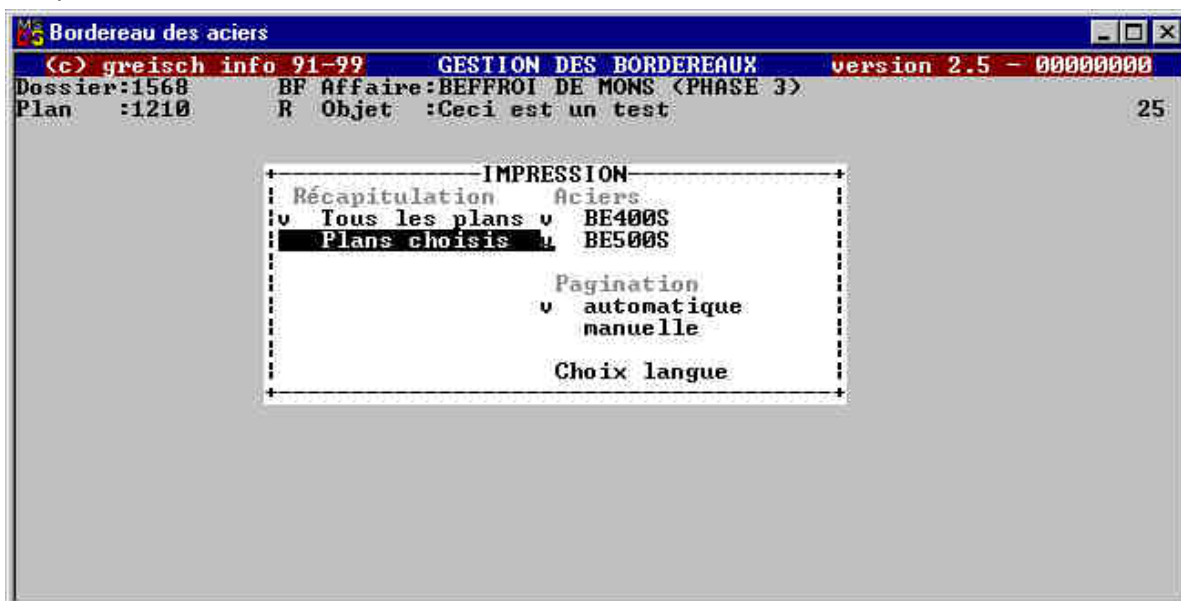 Bordereau des aciers
(c) greisch info 91-99 GESTION DES BORDEREAUX version 2.5 - 00000000
Dossier:1568 BF Affaire:BEFFROI DE MONS (PHASE 3)
Plan :1210 R Objet :Ceci est un test 25
IMPRESSION
Récapitulation Aciers
v Tous les plans v BE400S
Plans choisis v BE500S
Pagination
v automatique
manuelle
Choix langue